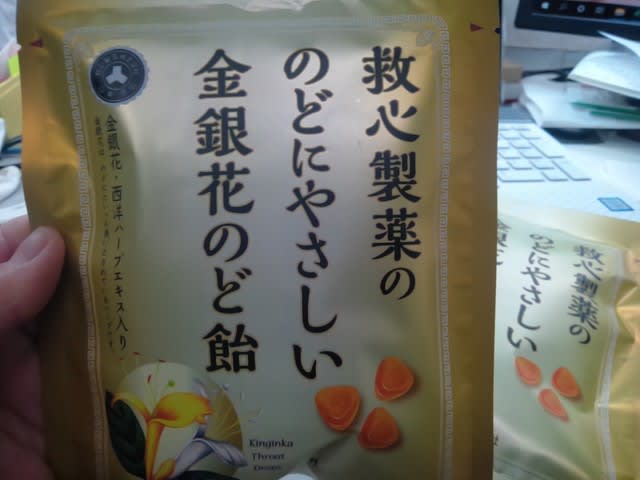 救心製薬の
のどにやさしい
金銀花のど飴
金銀花・西洋ハーブエキス入り
Kinginka
Throat
Drops
救心製薬の
のどにやさしい